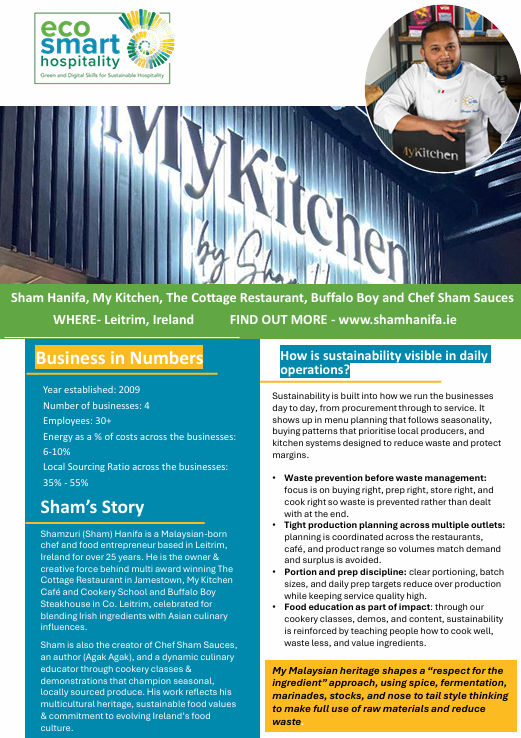 eco
smart
hospitality
Green and Digital Skills for Sustainable Hospitality
MyKitchen
MyKitchen
by Sham
Sham Hanifa, My Kitchen, The Cottage Restaurant, Buffalo Boy and Chef Sham Sauces
WHERE- Leitrim, Ireland FIND OUT MORE - www.shamhanifa.ie
Business in Numbers
Year established: 2009
Number of businesses: 4
Employees: 30+
Energy as a % of costs across the businesses:
6-10%
Local Sourcing Ratio across the businesses:
35% - 55%
Sham’s Story
Shamzuri (Sham) Hanifa is a Malaysian-born
chef and food entrepreneur based in Leitrim,
Ireland for over 25 years. He is the owner &
creative force behind multi award winning The
Cottage Restaurant in Jamestown, My Kitchen
Café and Cookery School and Buffalo Boy
Steakhouse in Co. Leitrim, celebrated for
blending Irish ingredients with Asian culinary
influences.
Sham is also the creator of Chef Sham Sauces,
an author (Agak Agak), and a dynamic culinary
educator through cookery classes &
demonstrations that champion seasonal,
locally sourced produce. His work reflects his
multicultural heritage, sustainable food values
& commitment to evolving Ireland’s food
culture.
How is sustainability visible in daily
operations?
Sustainability is built into how we run the businesses
day to day, from procurement through to service. It
shows up in menu planning that follows seasonality,
buying patterns that prioritise local producers, and
kitchen systems designed to reduce waste and protect
margins.
• Waste prevention before waste management:
focus is on buying right, prep right, store right, and
cook right so waste is prevented rather than dealt
with at the end.
• Tight production planning across multiple outlets:
planning is coordinated across the restaurants,
café, and product range so volumes match demand
and surplus is avoided.
• Portion and prep discipline: clear portioning, batch
sizes, and daily prep targets reduce over production
while keeping service quality high.
• Food education as part of impact: through our
cookery classes, demos, and content, sustainability
is reinforced by teaching people how to cook well,
waste less, and value ingredients.
My Malaysian heritage shapes a “respect for the
ingredient” approach, using spice, fermentation,
marinades, stocks, and nose to tail style thinking
to make full use of raw materials and reduce
waste